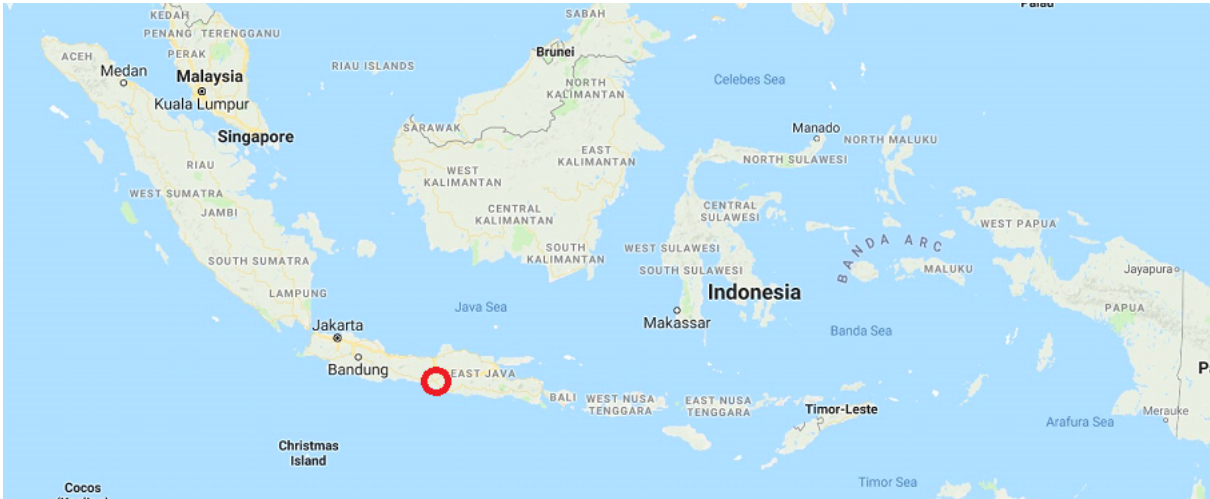 Palau
KEDAH
SABAH
PENANG TERENGGANU
Brunei
ACEH
PERAK
RIAU ISLANDS
Medan
Malaysia
Celebes Sea
NORTH
KALIMANTAN
Kuala Lumpur
SARAWAK
Manado
NORTH MALUKU
Singapore
EAST
KALIMANTAN
NORTH SULAWESI
RIAU
WEST
KALIMANTAN
WEST SUMATRA
JAMBI
CENTRAL
KALIMANTAN
CENTRAL
SULAWESI
WEST PAPUA
BANDA ARC
SOUTH
KALIMANTAN
WEST SULAWESI
SOUTH SUMATRA
SOUTH SULAWESI
MALUKU
Jayapura
LAMPUNG
Indonesia
Java Sea
PAPUA
Jakarta
Makassar
Banda Sea
Bandung
EAST JAVA
P
BALI
WEST NUSA
TENGGARA
EAST NUSA
TENGGARA
Timor-Leste
Merauke
Arafura Sea
Christmas
Island
Timor Sea
Cocos